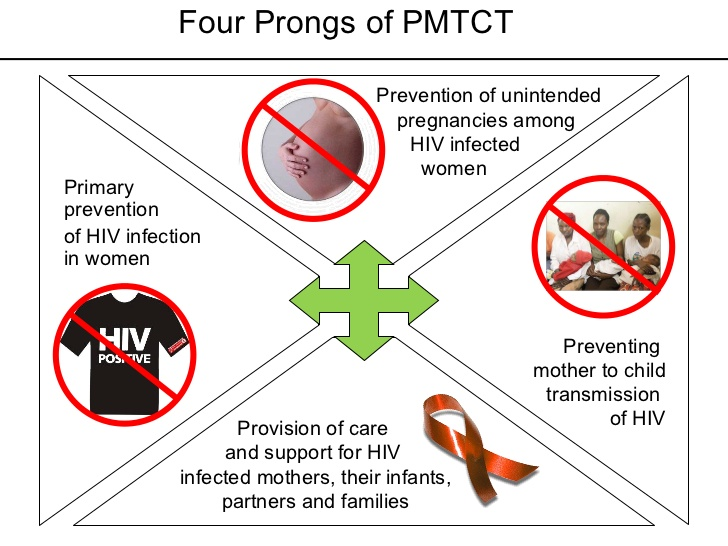 Four Prongs of PMTCT
Prevention of unintended
pregnancies among
HIV infected
women
Primary
prevention
of HIV infection
in women
HIV
POSITIVE
Preventing
mother to child
transmission
of HIV
Provision of care
and support for HIV
infected mothers, their infants,
partners and families